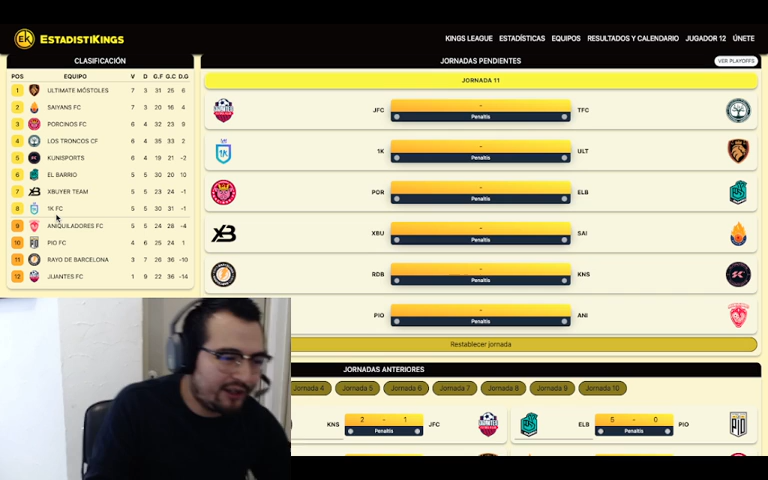 EK ESTADISTIKINGS
KINGS LEAGUE ESTADÍSTICAS EQUIPOS RESULTADOS Y CALENDARIO JUGADOR 12 ÚNETE
CLASIFICACIÓN
POS EQUIPO V D G.F G.C D.G
1 ULTIMATE MÓSTOLES 7 3 31 25 6
2 SAIYANS FC 7 3 20 16 4
3 PORCINOS FC 6 4 32 23 9
4 LOS TRONCOS CF 6 4 35 33 2
5 KUNISPORTS 6 4 19 21 -2
6 EL BARRIO 5 5 30 20 10
7 XBUYER TEAM 5 5 23 24 -1
8 1K FC 5 5 30 31 -1
9 ANIQUILADORES FC 5 5 24 28 -4
10 PIO FC 4 6 25 24 1
11 RAYO DE BARCELONA 3 7 26 36 -10
12 JIJANTES FC 1 9 22 36 -14
JORNADAS PENDIENTES VER PLAYOFFS
JORNADA 11
JFC - TFC
Penaltis
1K - ULT
Penaltis
POR - ELB
Penaltis
XBU - SAI
Penaltis
RDB - KNS
Penaltis
PIO - ANI
Penaltis
Restablecer jornada
JORNADAS ANTERIORES
Jornada 4 Jornada 5 Jornada 6 Jornada 7 Jornada 8 Jornada 9 Jornada 10
KNS 2 - 1 JFC ELB 5 - 0 PIO
Penaltis Penaltis